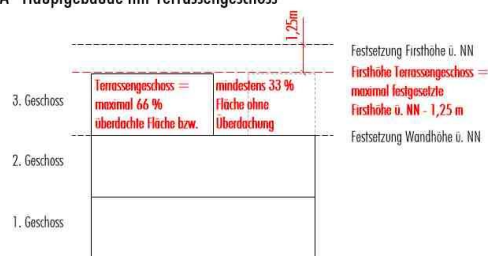 A Hauptgebäude mit Terrassengeschoss
1,25m
Festsetzung Firsthöhe ü. NN
Firsthöhe Terrassengeschoss =
maximal festgesetzte
Firsthöhe ü. NN - 1,25 m
Festsetzung Wandhöhe ü. NN
3. Geschoss
Terrassengeschoss =
maximal 66 %
überdachte Fläche bzw.
mindestens 33 %
Fläche ohne
Überdachung
2. Geschoss
1. Geschoss